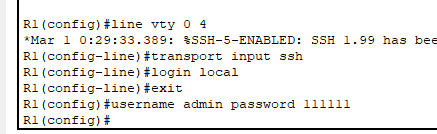 R1(config)#line vty 0 4
*Mar 1 0:29:33.389: %SSH-5-ENABLED: SSH 1.99 has bee
R1(config-line)#transport input ssh
R1(config-line)#login local
R1(config-line)#exit
R1(config)#username admin password 111111
R1(config)#